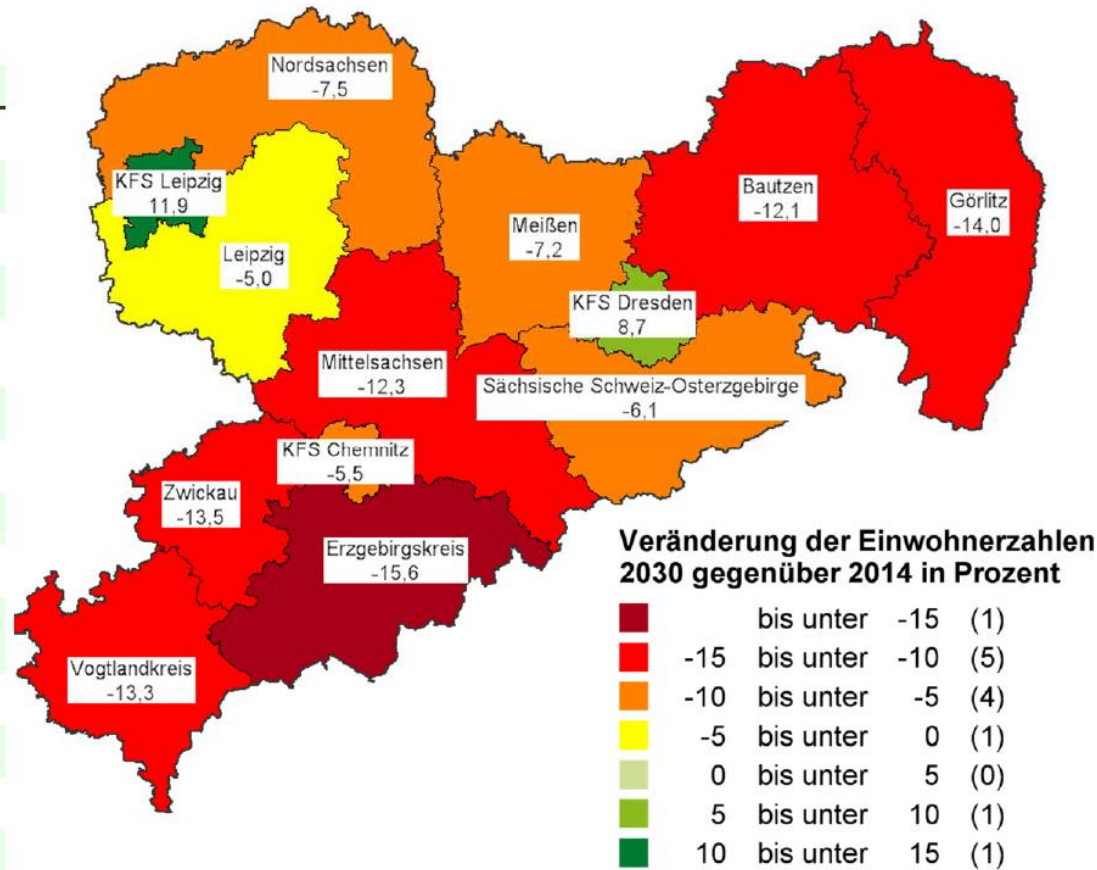 Nordsachsen
-7,5
KFS Leipzig
11,9
Leipzig
-5,0
Meißen
-7,2
Bautzen
-12,1
Görlitz
-14,0
KFS Dresden
8,7
Mittelsachsen
-12,3
Sächsische Schweiz-Osterzgebirge
-6,1
KFS Chemnitz
-5,5
Zwickau
-13,5
Erzgebirgskreis
-15,6
Vogtlandkreis
-13,3
Veränderung der Einwohnerzahlen
2030 gegenüber 2014 in Prozent
bis unter -15 (1)
-15 bis unter -10 (5)
-10 bis unter -5 (4)
-5 bis unter 0 (1)
0 bis unter 5 (0)
5 bis unter 10 (1)
10 bis unter 15 (1)